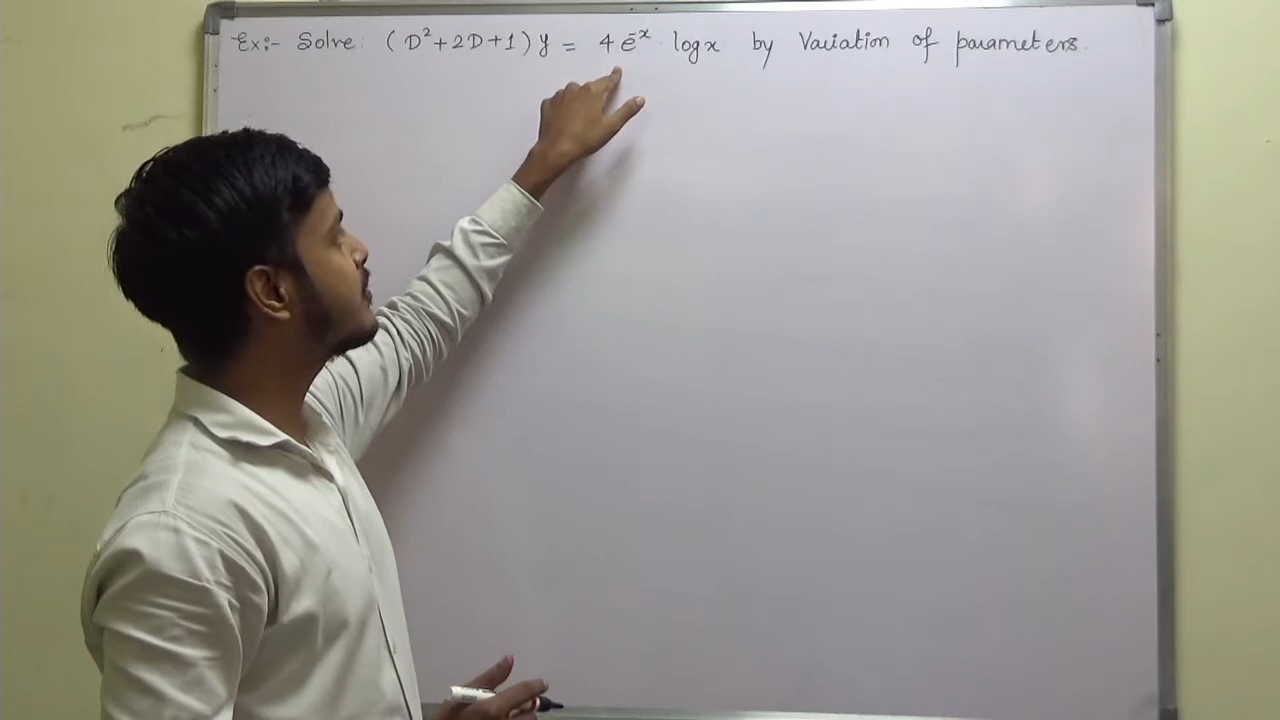 Ex:- Solve: (D²+2D+1)y = 4e⁻ˣ logx by Variation of parameters.